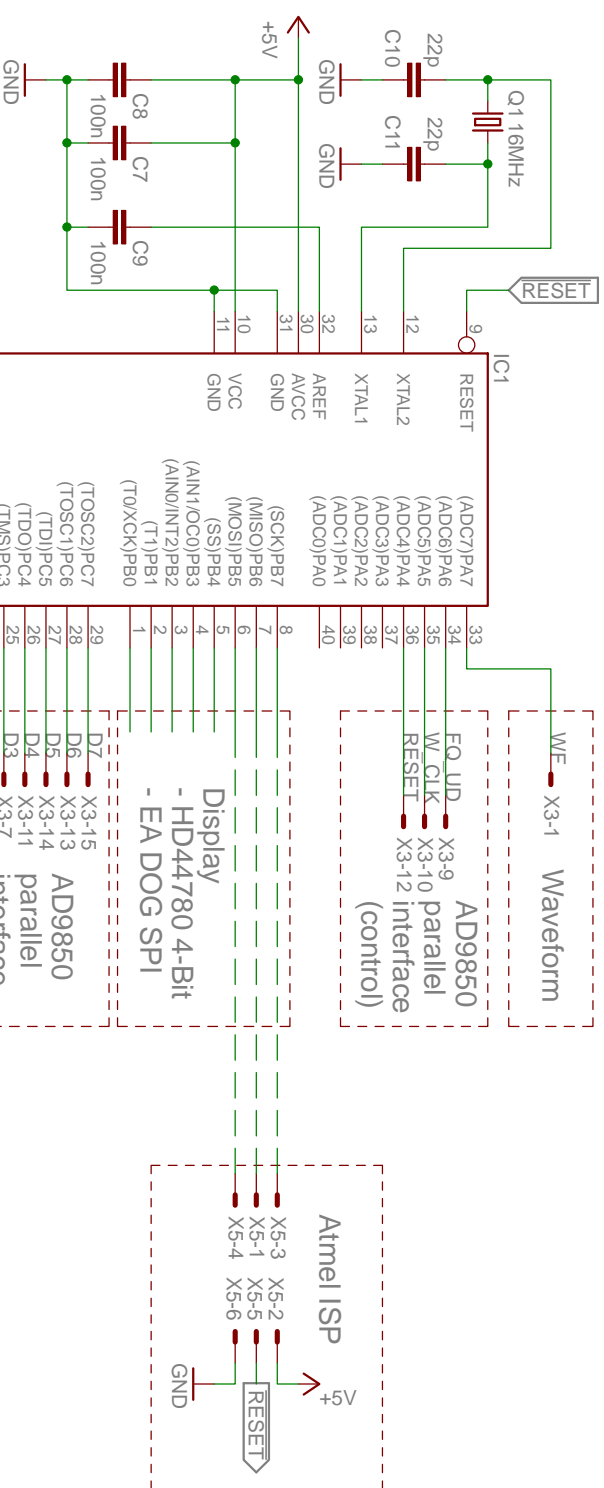 RESET
Q1 16MHz
22p
C10
GND
22p
C11
GND
+5V
GND
C8
100n
C7
100n
C9
100n
IC1
9
RESET
12
XTAL2
13
XTAL1
32
AREF
30
AVCC
31
GND
10
VCC
11
GND
(ADC7)PA7
33
(ADC6)PA6
34
(ADC5)PA5
35
(ADC4)PA4
36
(ADC3)PA3
37
(ADC2)PA2
38
(ADC1)PA1
39
(ADC0)PA0
40
(SCK)PB7
8
(MISO)PB6
7
(MOSI)PB5
6
(SS)PB4
5
(AIN1/OC0)PB3
4
(AIN0/INT2)PB2
3
(T1)PB1
2
(T0/XCK)PB0
1
(TOSC2)PC7
29
(TOSC1)PC6
28
(TDI)PC5
27
(TDO)PC4
26
(TMS)PC3
25
WF
X3-1
Waveform
FQ_UD
X3-9
W_CLK
X3-10
RESET
X3-12
AD9850
parallel
interface
(control)
Display
- HD44780 4-Bit
- EA DOG SPI
D7
X3-15
D6
X3-13
D5
X3-14
D4
X3-11
D3
X3-7
AD9850
parallel
interface
Atmel ISP
X5-3
X5-2
X5-1
X5-5
X5-4
X5-6
+5V
RESET
GND